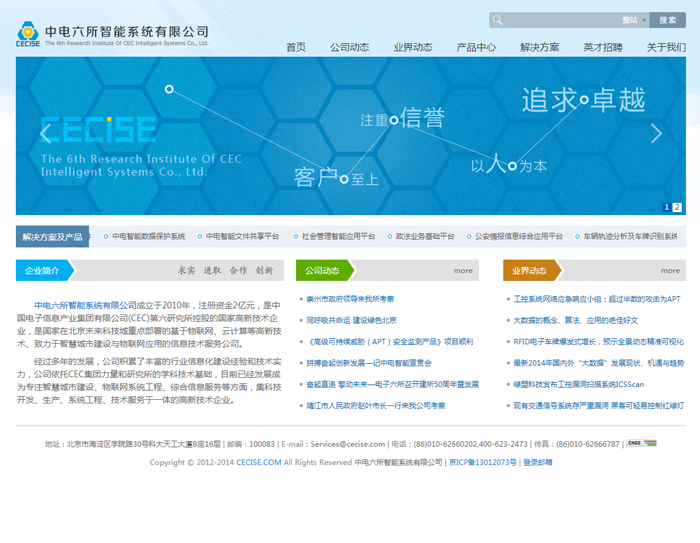 中电六所智能系统有限公司
CECISE The 6th Research Institute Of CEC Intelligent Systems Co., Ltd.
整站 搜索
首页 公司动态 业界动态 产品中心 解决方案 英才招聘 关于我们
追求 卓越
注重 信誉
CECISE
The 6th Research Institute Of CEC
Intelligent Systems Co., Ltd.
以 人 为本
客户 至上
1 2
解决方案及产品 中电智能数据保护系统 中电智能文件共享平台 社会管理智能应用平台 政法业务基础平台 公安情报信息综合应用平台 车辆轨迹分析及车牌识别系统
企业简介 求实 进取 合作 创新
中电六所智能系统有限公司成立于2010年，注册资金2亿元，是中
国电子信息产业集团有限公司(CEC)第六研究所控股的国家高新技术企
业，是国家在北京未来科技城重点部署的基于物联网、云计算等高新技
术、致力于智慧城市建设与物联网应用的信息技术服务公司。
经过多年的发展，公司积累了丰富的行业信息化建设经验和技术实
力，公司依托CEC集团力量和研究所的学科技术基础，目前已经发展成
为专注智慧城市建设、物联网系统工程、综合信息服务等方面，集科技
开发、生产、系统工程、技术服务于一体的高新技术企业。
公司动态 more
崇州市政府领导来我所考察
同呼吸共命运 建设绿色北京
《高级可持续威胁（APT）安全监测产品》项目顺利
拼搏奋起创新发展—记中电智能宣贯会
奋起直追 擎动未来—电子六所召开建所50周年暨发展
靖江市人民政府赵叶市长一行来我公司考察
业界动态 more
工控系统网络应急响应小组：超过半数的攻击为APT
大数据的概念、算法、应用的绝佳好文
RFID电子车牌爆发式增长，预示全景动态精准可视化
最新2014年国内外“大数据”发展现状、机遇与趋势
绿盟科技发布工控漏洞扫描系统ICSScan
现有交通信号系统存严重漏洞 黑客可轻易控制红绿灯
地址：北京市海淀区学院路30号科大天工大厦B座16层 | 邮编：100083 | E-mail：Services@cecise.com | 电话：(86)010-62660202,400-623-2473 | 传真：(86)010-62666787 | CNZZ
Copyright © 2012-2014 CECISE.COM All Rights Reserved 中电六所智能系统有限公司 | 京ICP备13012073号 | 登录邮箱